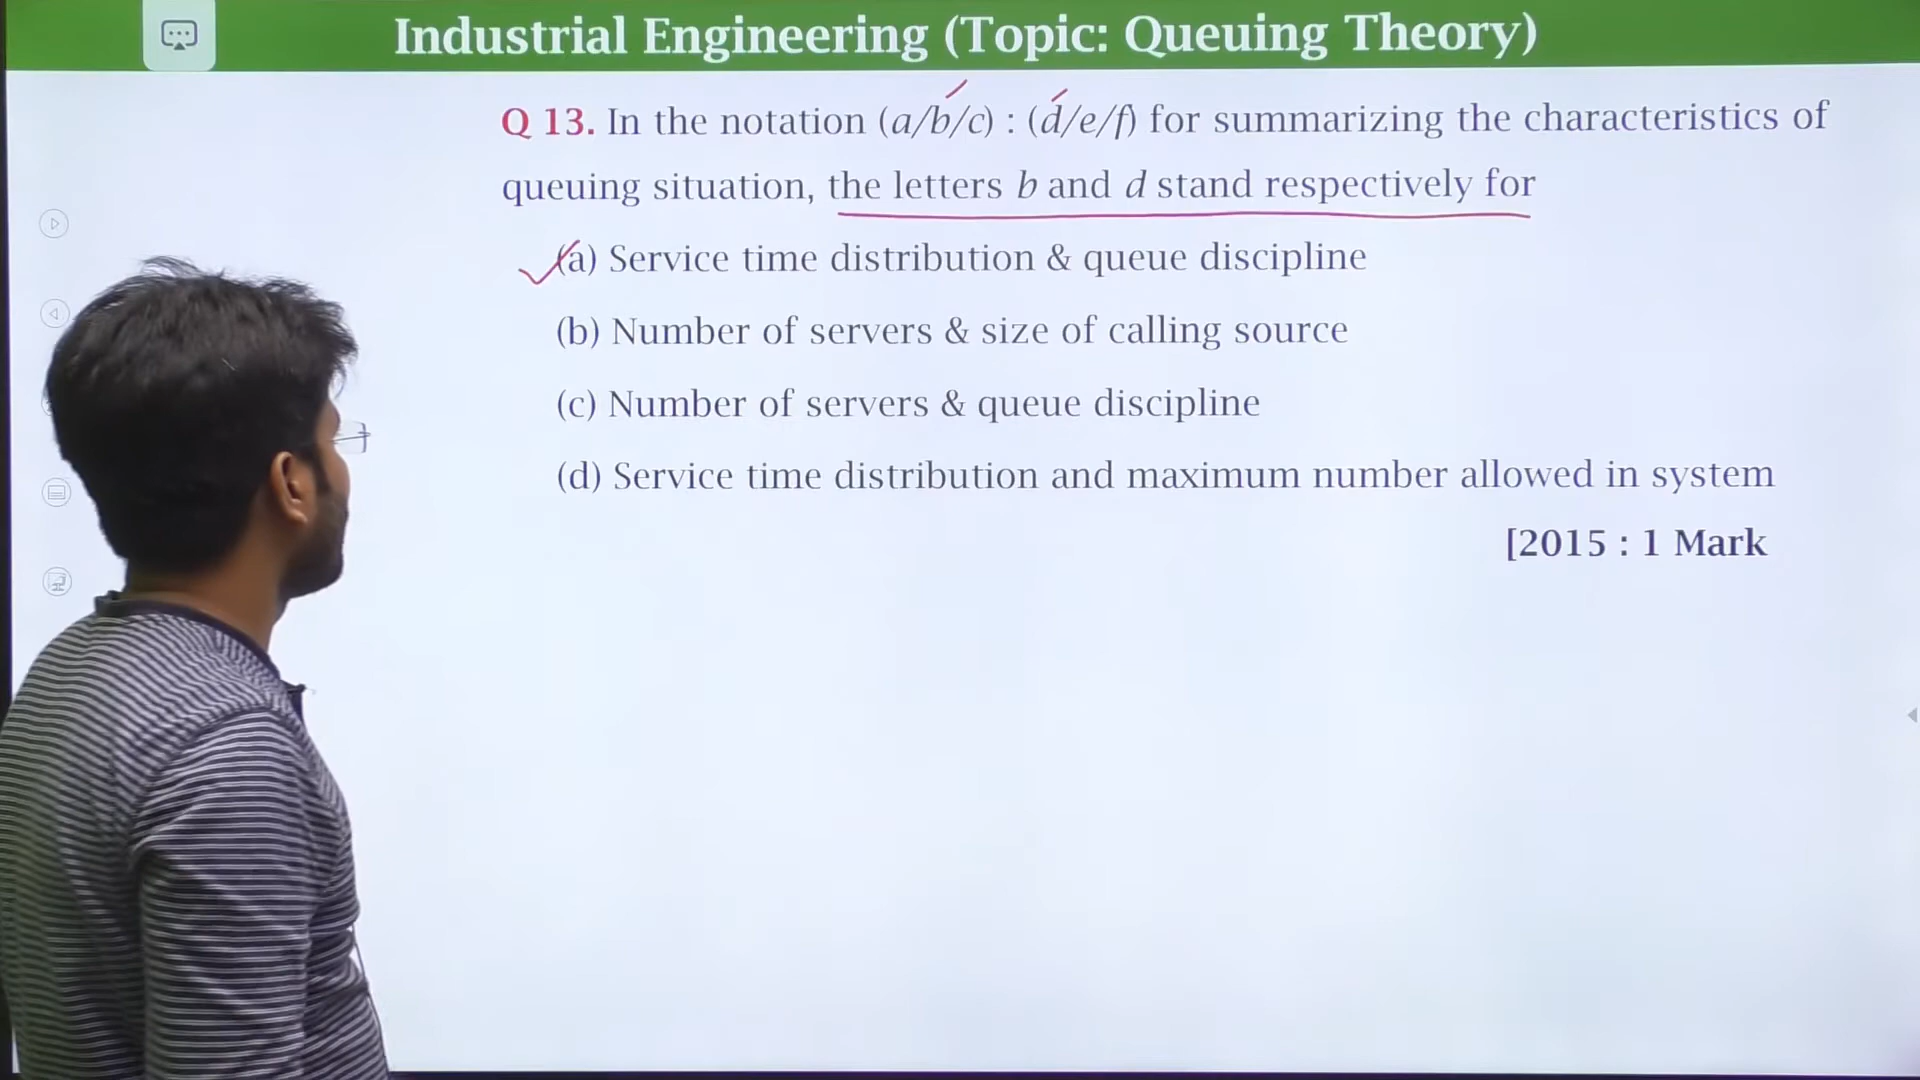 Industrial Engineering (Topic: Queuing Theory)
Q 13. In the notation (a/b/c) : (d/e/f) for summarizing the characteristics of
queuing situation, the letters b and d stand respectively for
(a) Service time distribution & queue discipline
(b) Number of servers & size of calling source
(c) Number of servers & queue discipline
(d) Service time distribution and maximum number allowed in system
[2015 : 1 Mark